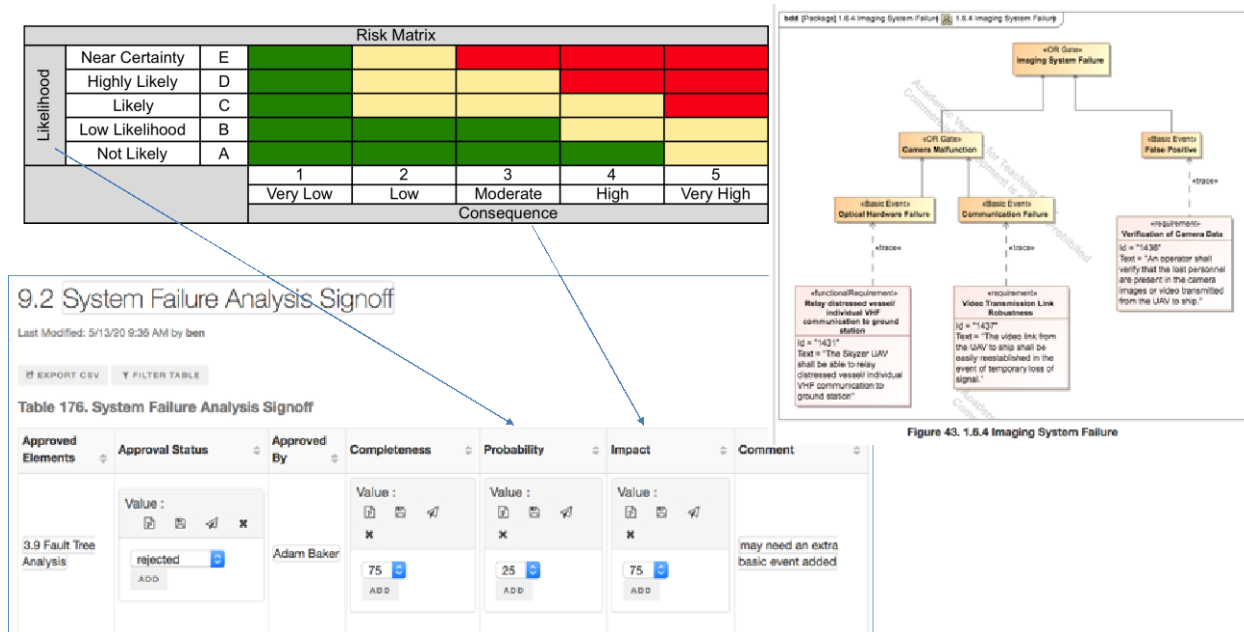 Risk Matrix
Likelihood
Near Certainty E
Highly Likely D
Likely C
Low Likelihood B
Not Likely A
1 2 3 4 5
Very Low Low Moderate High Very High
Consequence
bdd [Package] 1.6.4 Imaging System Failure 1.6.4 Imaging System Failure
«OR Gate»
Imaging System Failure
«OR Gate»
Camera Malfunction
«Basic Event»
False Positive
«Basic Event»
Optical Hardware Failure
«Basic Event»
Communication Failure
«trace»
«trace»
«trace»
«requirement»
Verification of Camera Data
Id = "1436"
Text = "An operator shall
verify that the lost personnel
are present in the camera
images or video transmitted
from the UAV to ship."
«functionalRequirement»
Relay distressed vessel/
individual VHF
communication to ground
station
Id = "1431"
Text = "The Skyzer UAV
shall be able to relay
distressed vessel/ individual
VHF communication to
ground station"
«requirement»
Video Transmission Link
Robustness
Id = "1437"
Text = "The video link from
the UAV to ship shall be
easily reestablished in the
event of temporary loss of
signal."
Figure 43. 1.6.4 Imaging System Failure
9.2 System Failure Analysis Signoff
Last Modified: 5/13/20 9:36 AM by ben
EXPORT CSV FILTER TABLE
Table 176. System Failure Analysis Signoff
Approved
Elements
Approval Status
Approved
By
Completeness
Probability
Impact
Comment
3.9 Fault Tree
Analysis
Value :
rejected
ADD
Adam Baker
Value :
75
ADD
Value :
25
ADD
Value :
75
ADD
may need an extra
basic event added